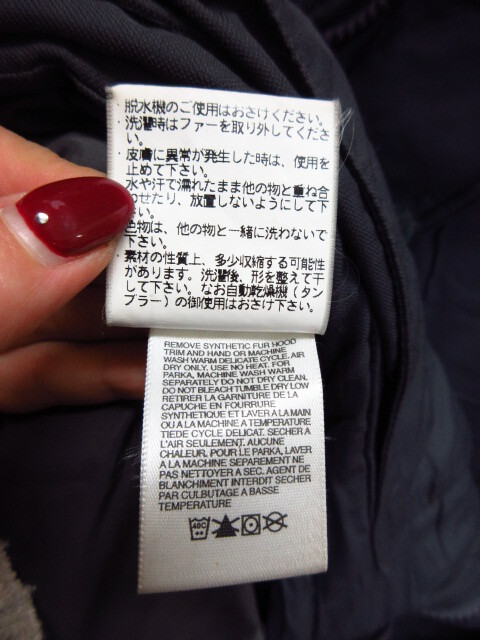 脱水機のご使用はおさけください。
・洗濯時はファーを取り外してくださ
い。
・皮膚に異常が発生した時は、使用を
止めて下さい。
水や汗で濡れたまま他の物と重ね合
わせたり、放置しないようにして下
さい。
色物は、他の物と一緒に洗わないで
下さい。
・素材の性質上、多少収縮する可能性
があります。洗濯後、形を整えて干
して下さい。なお自動乾燥機（タン
ブラー）の御使用はおさけ下さい。
REMOVE SYNTHETIC FUR HOOD
TRIM AND HAND OR MACHINE
WASH WARM DELICATE CYCLE, AIR
DRY ONLY. USE NO HEAT. FOR
PARKA, MACHINE WASH WARM
SEPARATELY DO NOT DRY CLEAN.
DO NOT BLEACH TUMBLE DRY LOW
RETIRER LA GARNITURE DE LA
CAPUCHE EN FOURRURE
SYNTHETIQUE ET LAVER A LA MAIN
OU A LA MACHINE A TEMPERATURE
TIEDE CYCLE DELICAT. SECHER A
L'AIR SEULEMENT. AUCUNE
CHALEUR. POUR LE PARKA, LAVER
A LA MACHINE SEPAREMENT NE
PAS NETTOYER A SEC. AGENT DE
BLANCHIMENT INTERDIT SECHER
PAR CULBUTAGE A BASSE
TEMPERATURE
40C